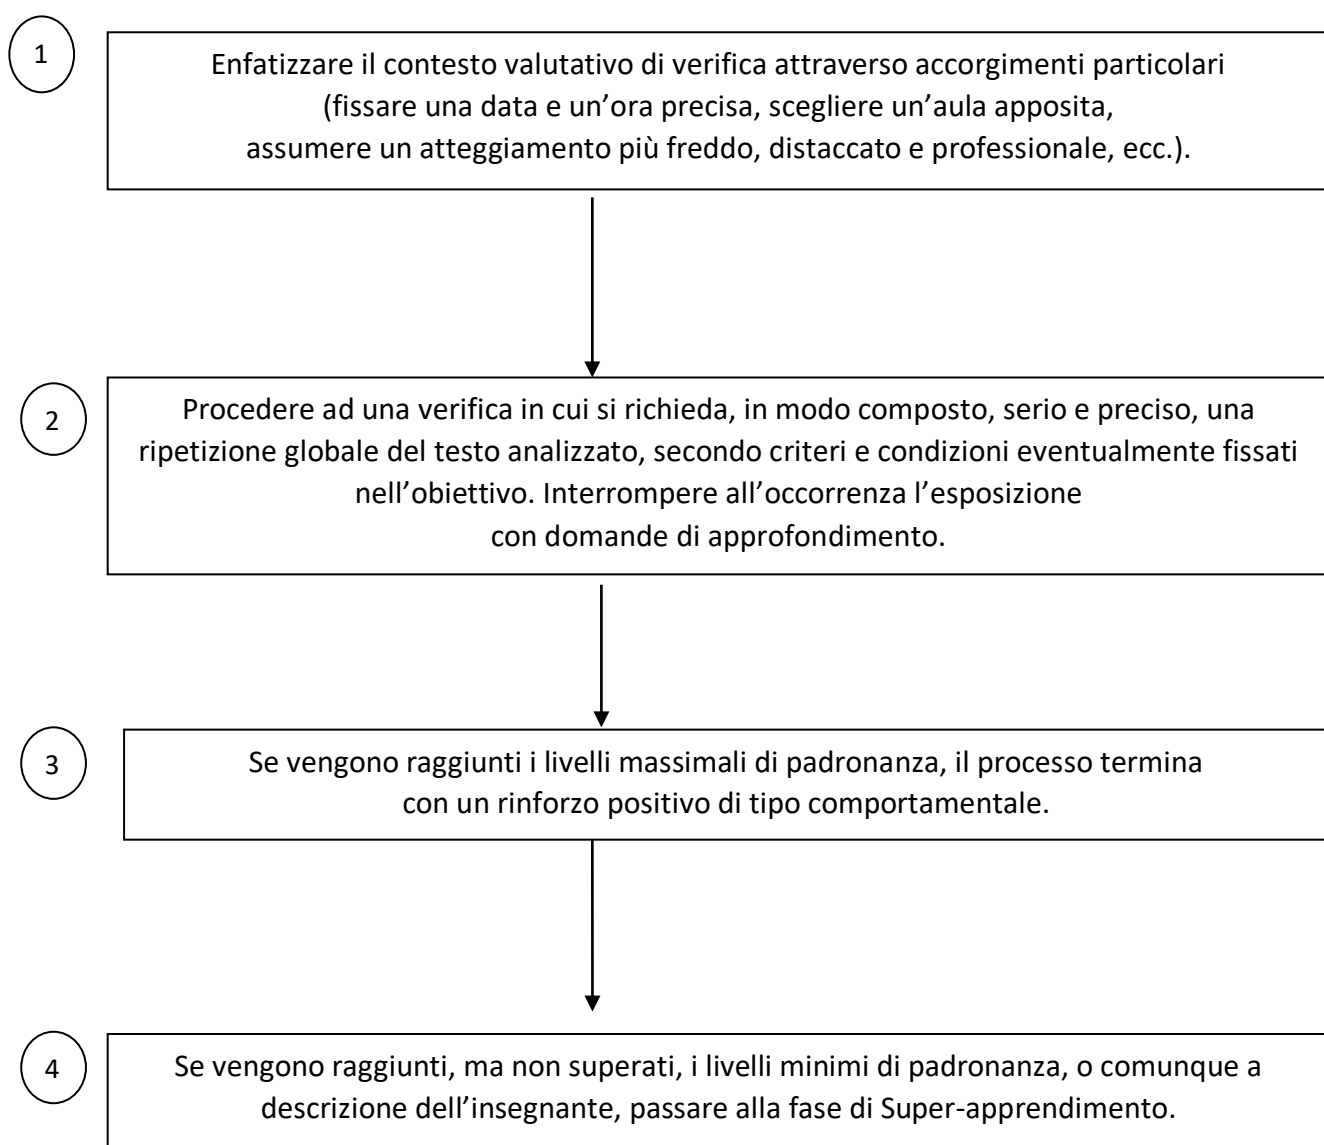 1
Enfatizzare il contesto valutativo di verifica attraverso accorgimenti particolari
(fissare una data e un’ora precisa, scegliere un’aula apposita,
assumere un atteggiamento più freddo, distaccato e professionale, ecc.).
2
Procedere ad una verifica in cui si richieda, in modo composto, serio e preciso, una
ripetizione globale del testo analizzato, secondo criteri e condizioni eventualmente fissati
nell’obiettivo. Interrompere all’occorrenza l’esposizione
con domande di approfondimento.
3
Se vengono raggiunti i livelli massimali di padronanza, il processo termina
con un rinforzo positivo di tipo comportamentale.
4
Se vengono raggiunti, ma non superati, i livelli minimi di padronanza, o comunque a
descrizione dell’insegnante, passare alla fase di Super-apprendimento.